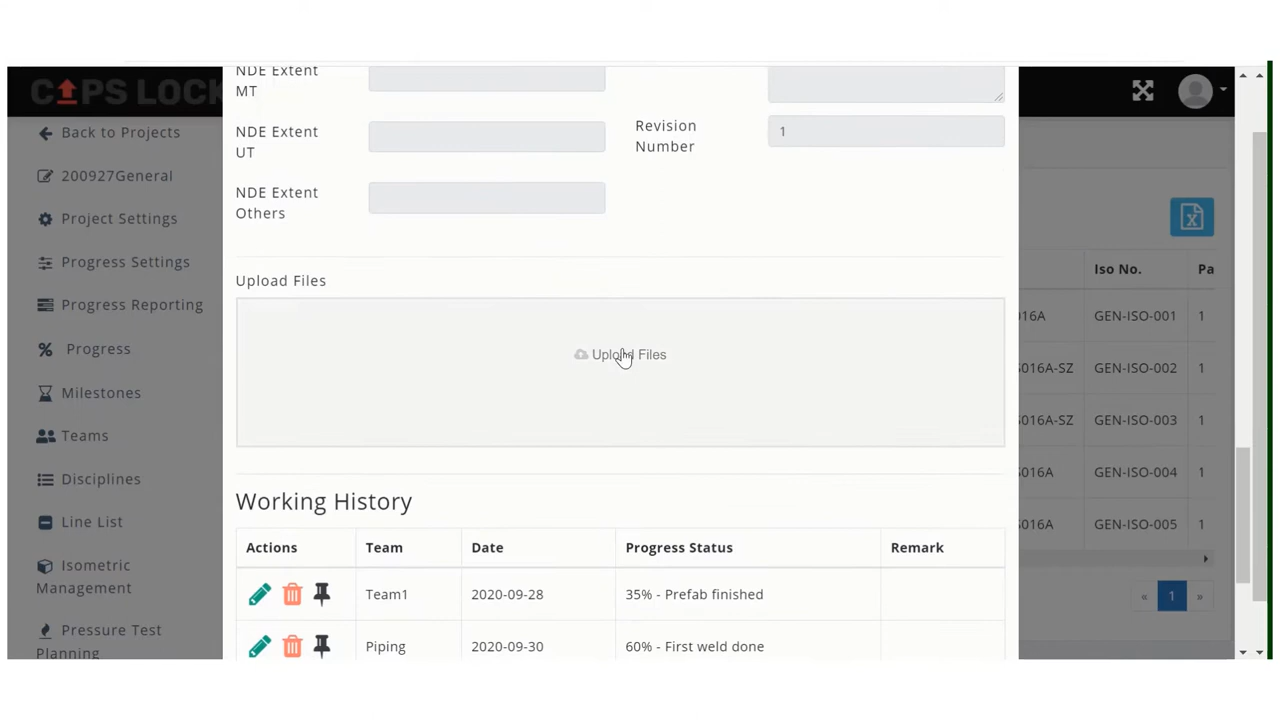 CAPS LOCK
Back to Projects
200927General
Project Settings
Progress Settings
Progress Reporting
Progress
Milestones
Teams
Disciplines
Line List
Isometric
Management
Pressure Test
Planning
NDE Extent
MT
NDE Extent
UT
NDE Extent
Others
Revision
Number
1
Upload Files
Upload Files
Working History
Actions Team Date Progress Status Remark
Team1 2020-09-28 35% - Prefab finished
Piping 2020-09-30 60% - First weld done
Iso No. Pa
016A GEN-ISO-001 1
016A-SZ GEN-ISO-002 1
016A-SZ GEN-ISO-003 1
016A GEN-ISO-004 1
016A GEN-ISO-005 1
« 1 »